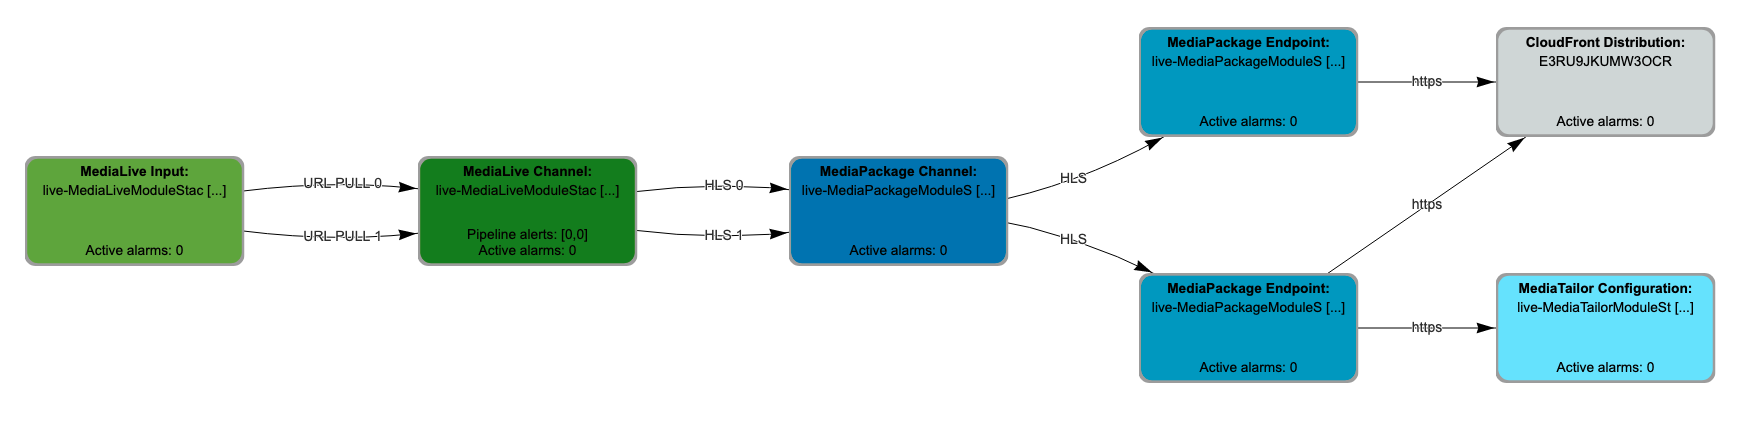 MediaLive Input:
live-MediaLiveModuleStac [...]
Active alarms: 0
URL-PULL-0
URL-PULL-1
MediaLive Channel:
live-MediaLiveModuleStac [...]
Pipeline alerts: [0,0]
Active alarms: 0
HLS-0
HLS-1
MediaPackage Channel:
live-MediaPackageModuleS [...]
Active alarms: 0
HLS
HLS
MediaPackage Endpoint:
live-MediaPackageModuleS [...]
Active alarms: 0
https
CloudFront Distribution:
E3RU9JKUMW3OCR
Active alarms: 0
https
MediaPackage Endpoint:
live-MediaPackageModuleS [...]
Active alarms: 0
https
MediaTailor Configuration:
live-MediaTailorModuleSt [...]
Active alarms: 0